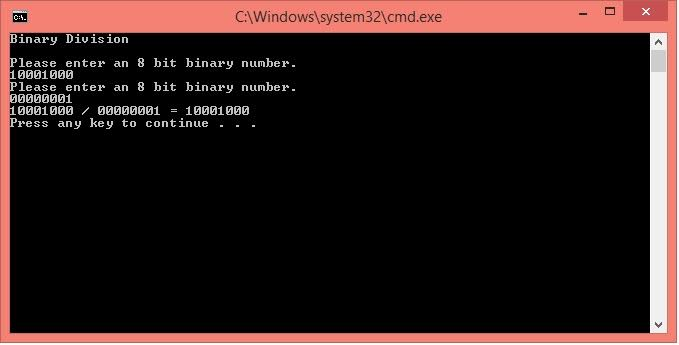 C:\Windows\system32\cmd.exe
Binary Division
Please enter an 8 bit binary number.
10001000
Please enter an 8 bit binary number.
00000001
10001000 / 00000001 = 10001000
Press any key to continue . . .